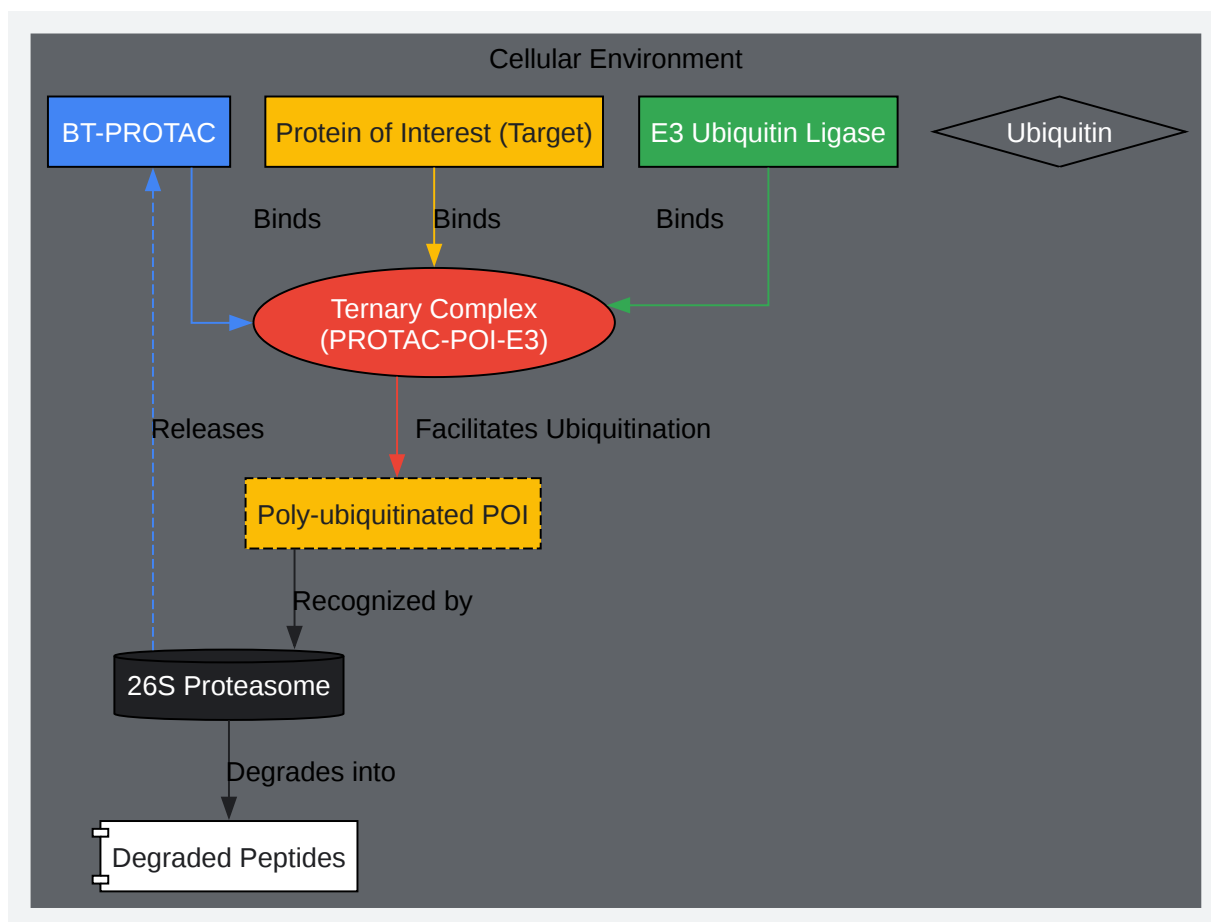 Cellular Environment
BT-PROTAC
Protein of Interest (Target)
E3 Ubiquitin Ligase
Ubiquitin
Binds
Binds
Binds
Ternary Complex
(PROTAC-POI-E3)
Releases
Facilitates Ubiquitination
Poly-ubiquitinated POI
Recognized by
26S Proteasome
Degrades into
Degraded Peptides